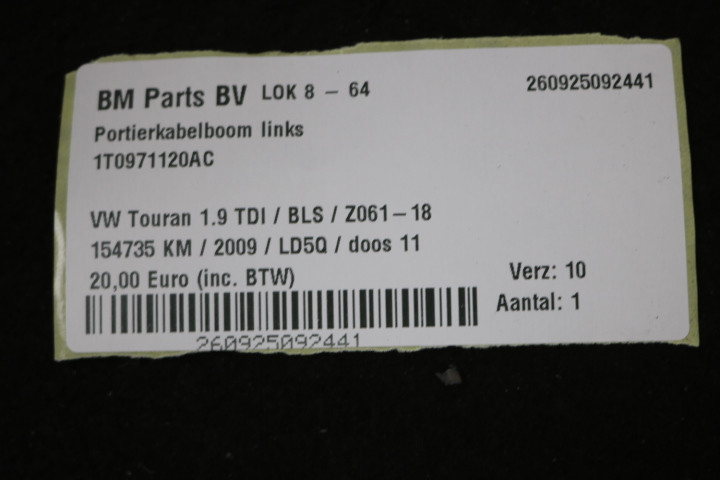 BM Parts BV LOK 8 - 64 260925092441
Portierkabelboom links
1T0971120AC
VW Touran 1.9 TDI / BLS / Z061-18
154735 KM / 2009 / LD5Q / doos 11
20,00 Euro (inc. BTW) Verz: 10
Aantal: 1
260925092441